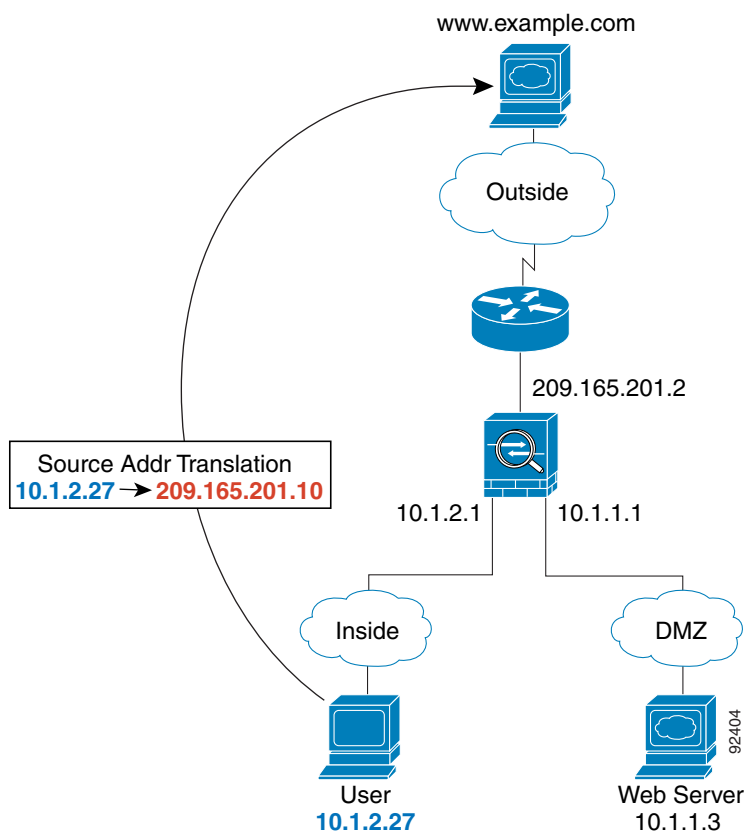 www.example.com
Outside
209.165.201.2
Source Addr Translation
10.1.2.27 209.165.201.10
10.1.2.1
10.1.1.1
Inside
DMZ
92404
User
10.1.2.27
Web Server
10.1.1.3